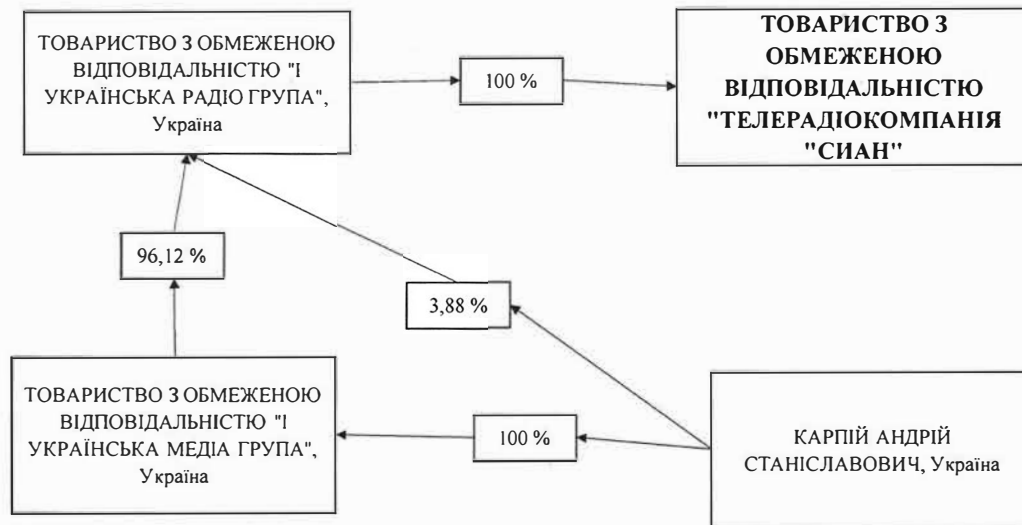 ТОВАРИСТВО З ОБМЕЖЕНОЮ
ВІДПОВІДАЛЬНІСТЮ "І
УКРАЇНСЬКА РАДІО ГРУПА",
Україна
100 %
ТОВАРИСТВО З
ОБМЕЖЕНОЮ
ВІДПОВІДАЛЬНІСТЮ
"ТЕЛЕРАДІОКОМПАНІЯ
"СИАН"
96,12 %
3,88 %
ТОВАРИСТВО З ОБМЕЖЕНОЮ
ВІДПОВІДАЛЬНІСТЮ "І
УКРАЇНСЬКА МЕДІА ГРУПА",
Україна
100 %
КАРПІЙ АНДРІЙ
СТАНІСЛАВОВИЧ, Україна